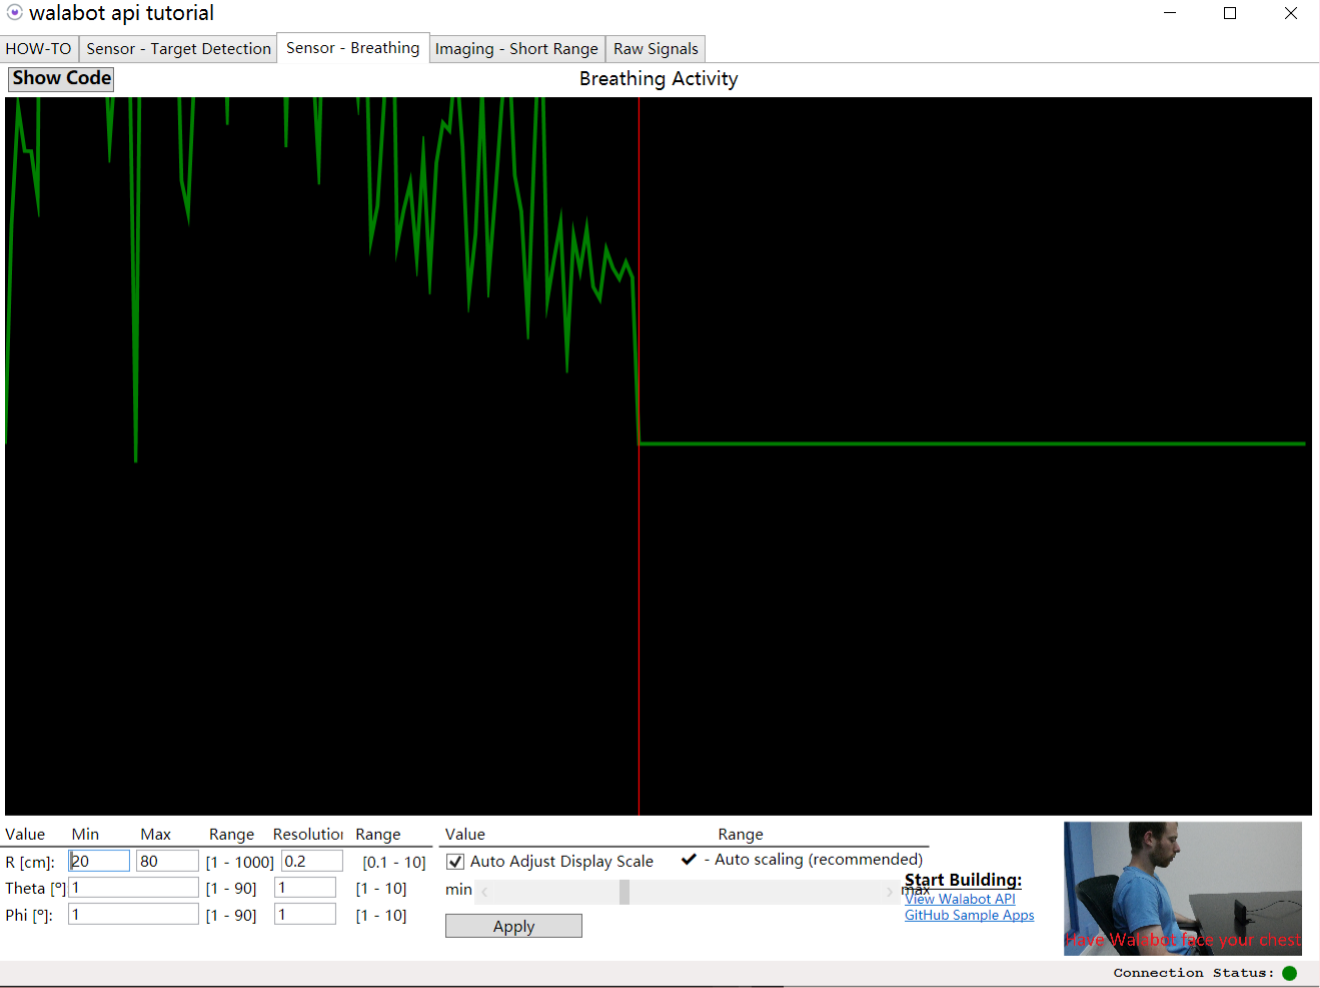 walabot api tutorial
HOW-TO Sensor - Target Detection Sensor - Breathing Imaging - Short Range Raw Signals
Show Code Breathing Activity
Value Min Max Range Resolution Range Value Range
R [cm]: 20 80 [1 - 1000] 0.2 [0.1 - 10] Auto Adjust Display Scale ✔ - Auto scaling (recommended)
Theta [°] 1 [1 - 90] 1 [1 - 10] min max
Phi [°]: 1 [1 - 90] 1 [1 - 10] Apply
Start Building:
View Walabot API
GitHub Sample Apps
Have Walabot face your chest
Connection Status: